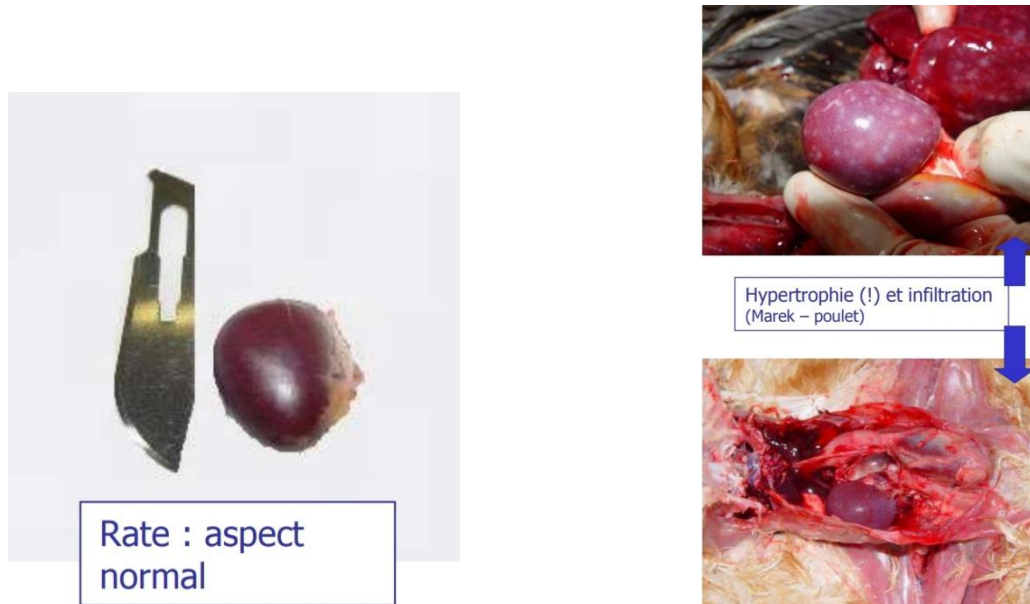 Rate : aspect
normal
Hypertrophie (!) et infiltration
(Marek – poulet)